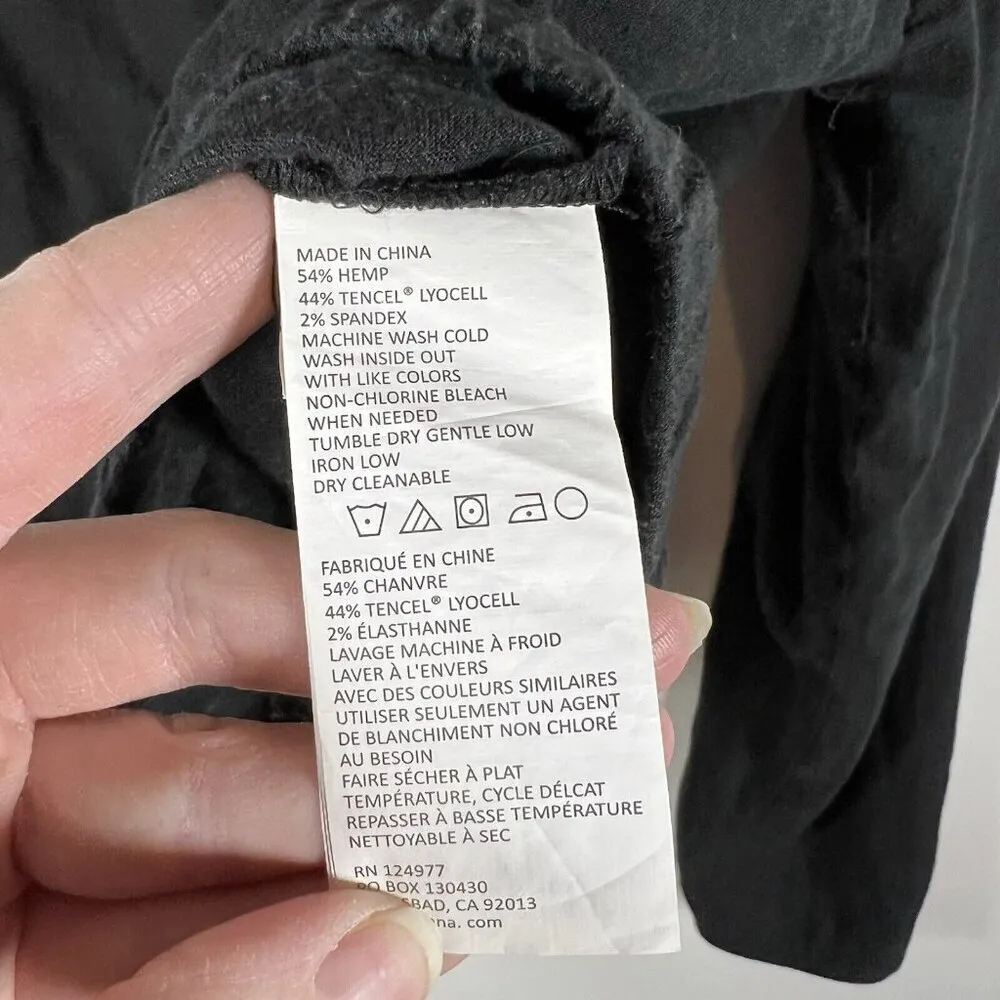 MADE IN CHINA
54% HEMP
44% TENCEL® LYOCELL
2% SPANDEX
MACHINE WASH COLD
WASH INSIDE OUT
WITH LIKE COLORS
NON-CHLORINE BLEACH
WHEN NEEDED
TUMBLE DRY GENTLE LOW
IRON LOW
DRY CLEANABLE
FABRIQUÉ EN CHINE
54% CHANVRE
44% TENCEL® LYOCELL
2% ÉLASTHANNE
LAVAGE MACHINE À FROID
LAVER À L'ENVERS
AVEC DES COULEURS SIMILAIRES
UTILISER SEULEMENT UN AGENT
DE BLANCHIMENT NON CHLORÉ
AU BESOIN
FAIRE SÉCHER À PLAT
TEMPÉRATURE, CYCLE DÉLCAT
REPASSER À BASSE TEMPÉRATURE
NETTOYABLE À SEC
RN 124977
PO BOX 130430
SBAD, CA 92013
na. com